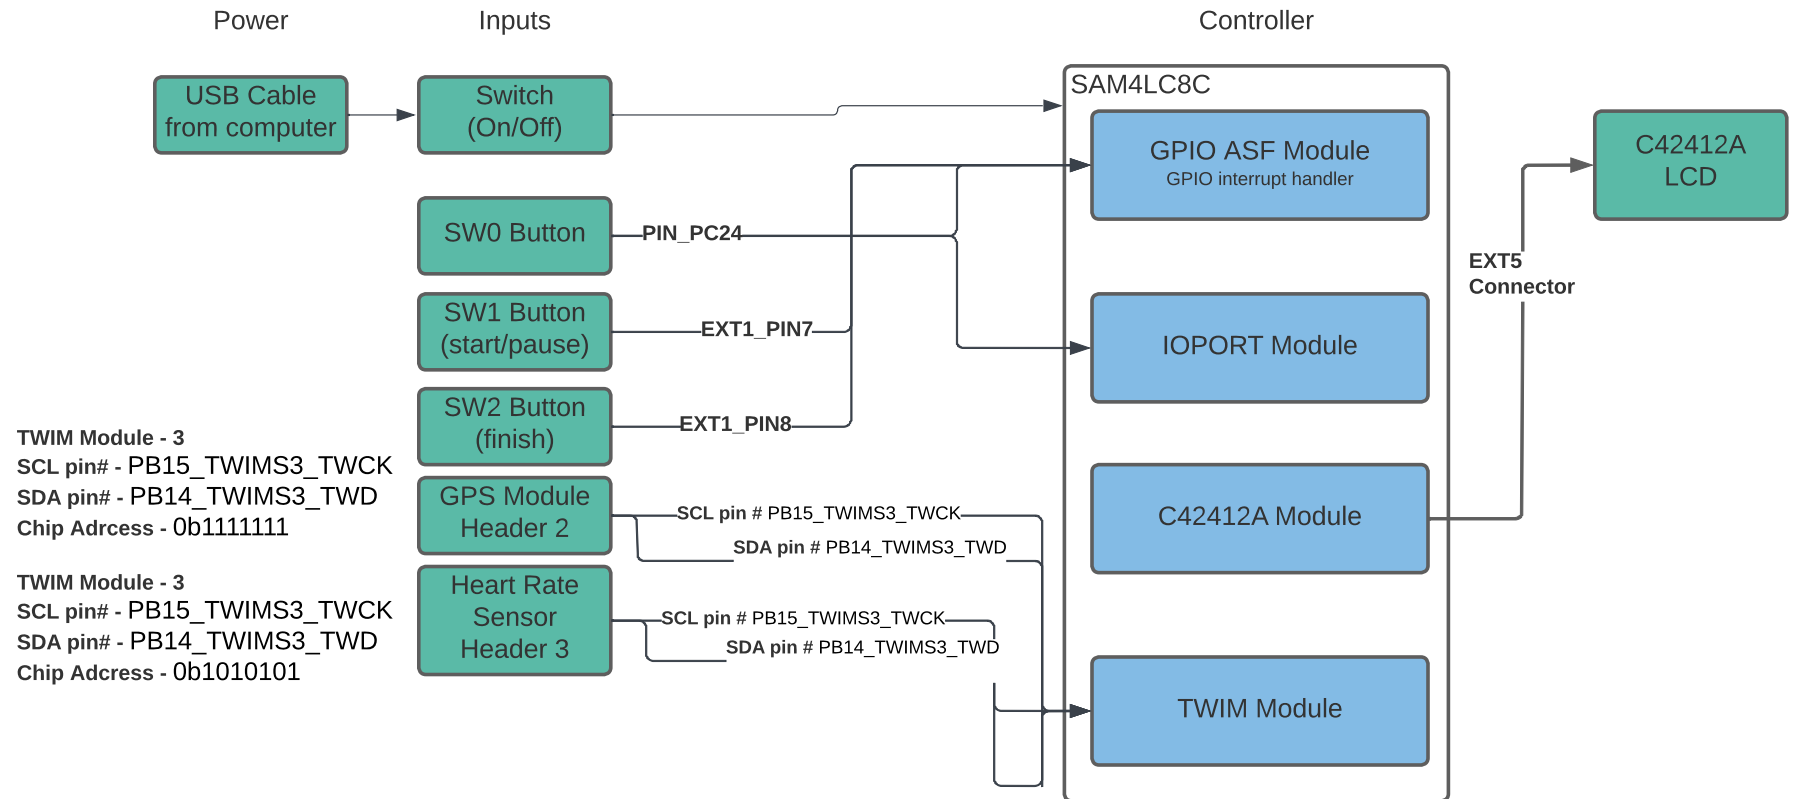 Power
Inputs
Controller
USB Cable
from computer
Switch
(On/Off)
SAM4LC8C
GPIO ASF Module
GPIO interrupt handler
C42412A
LCD
SW0 Button
PIN_PC24
EXT5
Connector
SW1 Button
(start/pause)
EXT1_PIN7
IOPORT Module
SW2 Button
(finish)
EXT1_PIN8
TWIM Module - 3
SCL pin# - PB15_TWIMS3_TWCK
SDA pin# - PB14_TWIMS3_TWD
Chip Adrcess - 0b1111111
GPS Module
Header 2
SCL pin # PB15_TWIMS3_TWCK
SDA pin # PB14_TWIMS3_TWD
C42412A Module
TWIM Module - 3
SCL pin# - PB15_TWIMS3_TWCK
SDA pin# - PB14_TWIMS3_TWD
Chip Adrcess - 0b1010101
Heart Rate
Sensor
Header 3
SCL pin # PB15_TWIMS3_TWCK
SDA pin # PB14_TWIMS3_TWD
TWIM Module